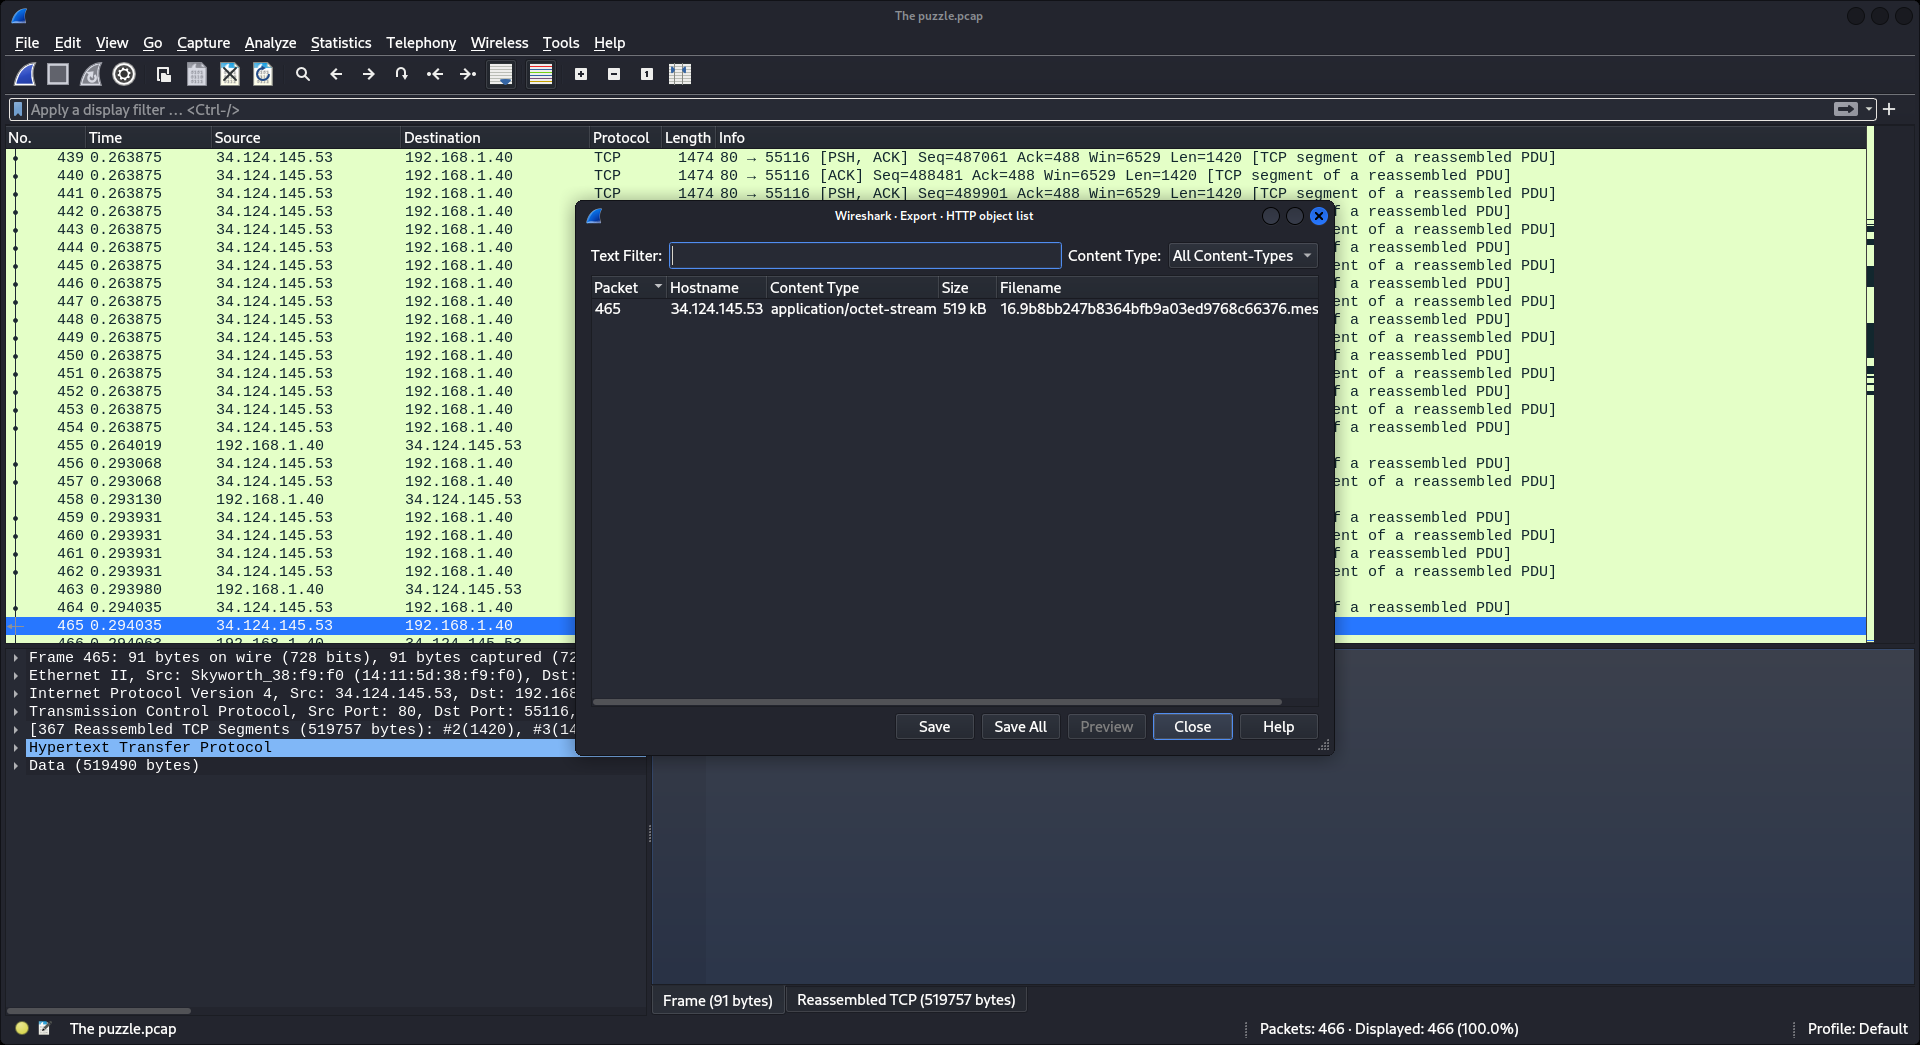 The puzzle.pcap
File Edit View Go Capture Analyze Statistics Telephony Wireless Tools Help
Apply a display filter … <Ctrl-/>
No. Time Source Destination Protocol Length Info
439 0.263875 34.124.145.53 192.168.1.40 TCP 1474 80 → 55116 [PSH, ACK] Seq=487061 Ack=488 Win=6529 Len=1420 [TCP segment of a reassembled PDU]
440 0.263875 34.124.145.53 192.168.1.40 TCP 1474 80 → 55116 [ACK] Seq=488481 Ack=488 Win=6529 Len=1420 [TCP segment of a reassembled PDU]
441 0.263875 34.124.145.53 192.168.1.40 TCP 1474 80 → 55116 [PSH, ACK] Seq=489901 Ack=488 Win=6529 Len=1420 [TCP segment of a reassembled PDU]
442 0.263875 34.124.145.53 192.168.1.40 f a reassembled PDU]
443 0.263875 34.124.145.53 192.168.1.40 ent of a reassembled PDU]
444 0.263875 34.124.145.53 192.168.1.40 f a reassembled PDU]
445 0.263875 34.124.145.53 192.168.1.40 ent of a reassembled PDU]
446 0.263875 34.124.145.53 192.168.1.40 f a reassembled PDU]
447 0.263875 34.124.145.53 192.168.1.40 ent of a reassembled PDU]
448 0.263875 34.124.145.53 192.168.1.40 f a reassembled PDU]
449 0.263875 34.124.145.53 192.168.1.40 ent of a reassembled PDU]
450 0.263875 34.124.145.53 192.168.1.40 f a reassembled PDU]
451 0.263875 34.124.145.53 192.168.1.40 ent of a reassembled PDU]
452 0.263875 34.124.145.53 192.168.1.40 f a reassembled PDU]
453 0.263875 34.124.145.53 192.168.1.40 ent of a reassembled PDU]
454 0.263875 34.124.145.53 192.168.1.40 f a reassembled PDU]
455 0.264019 192.168.1.40 34.124.145.53
456 0.293068 34.124.145.53 192.168.1.40 f a reassembled PDU]
457 0.293068 34.124.145.53 192.168.1.40 ent of a reassembled PDU]
458 0.293130 192.168.1.40 34.124.145.53
459 0.293931 34.124.145.53 192.168.1.40 f a reassembled PDU]
460 0.293931 34.124.145.53 192.168.1.40 ent of a reassembled PDU]
461 0.293931 34.124.145.53 192.168.1.40 f a reassembled PDU]
462 0.293931 34.124.145.53 192.168.1.40 ent of a reassembled PDU]
463 0.293980 192.168.1.40 34.124.145.53
464 0.294035 34.124.145.53 192.168.1.40 f a reassembled PDU]
465 0.294035 34.124.145.53 192.168.1.40
466 0.294063 192.168.1.40 34.124.145.53
Wireshark · Export · HTTP object list
Text Filter: Content Type: All Content-Types
Packet Hostname Content Type Size Filename
465 34.124.145.53 application/octet-stream 519 kB 16.9b8bb247b8364bfb9a03ed9768c66376.mes
Save Save All Preview Close Help
Frame 465: 91 bytes on wire (728 bits), 91 bytes captured (72
Ethernet II, Src: Skyworth_38:f9:f0 (14:11:5d:38:f9:f0), Dst:
Internet Protocol Version 4, Src: 34.124.145.53, Dst: 192.168
Transmission Control Protocol, Src Port: 80, Dst Port: 55116,
[367 Reassembled TCP Segments (519757 bytes): #2(1420), #3(14
Hypertext Transfer Protocol
Data (519490 bytes)
Frame (91 bytes) Reassembled TCP (519757 bytes)
The puzzle.pcap Packets: 466 · Displayed: 466 (100.0%) Profile: Default